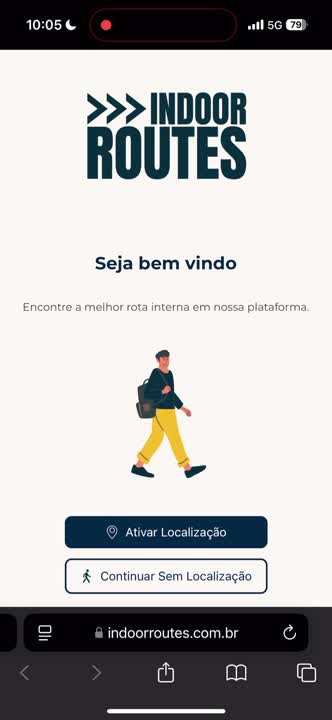 10:05
5G 79
INDOOR
ROUTES
Seja bem vindo
Encontre a melhor rota interna em nossa plataforma.
Ativar Localização
Continuar Sem Localização
indoorroutes.com.br